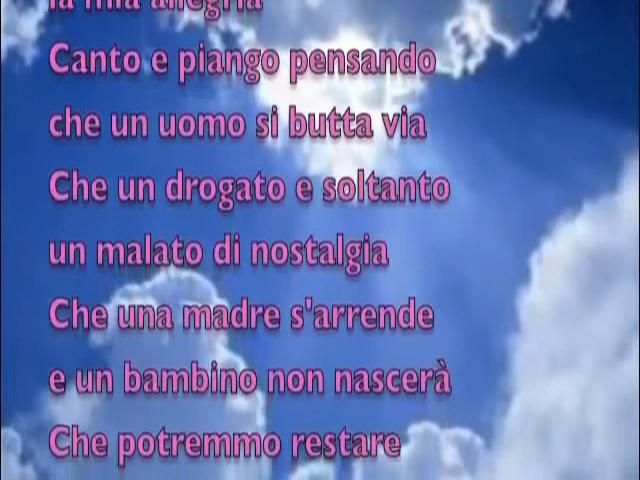 la mia allegria
Canto e piango pensando
che un uomo si butta via
Che un drogato e soltanto
un malato di nostalgia
Che una madre s'arrende
e un bambino non nascerà
Che potremmo restare